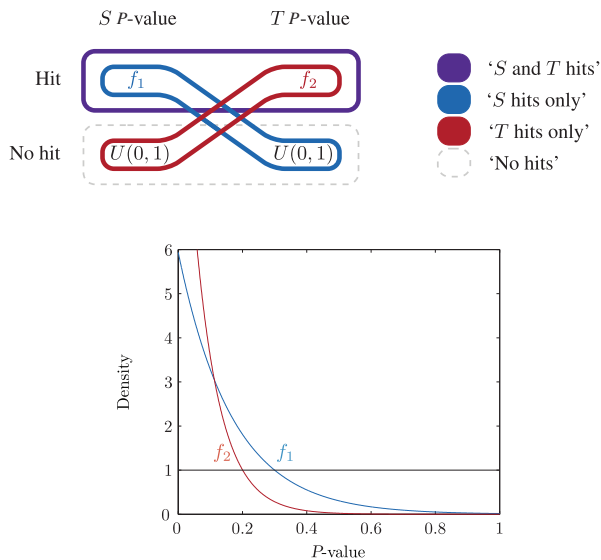 S P-value T P-value
Hit f1 f2
No hit U(0, 1) U(0, 1)
'S and T hits'
'S hits only'
'T hits only'
'No hits'
6
5
4
3
2
1
0
Density
f2 f1
0 0.2 0.4 0.6 0.8 1
P-value